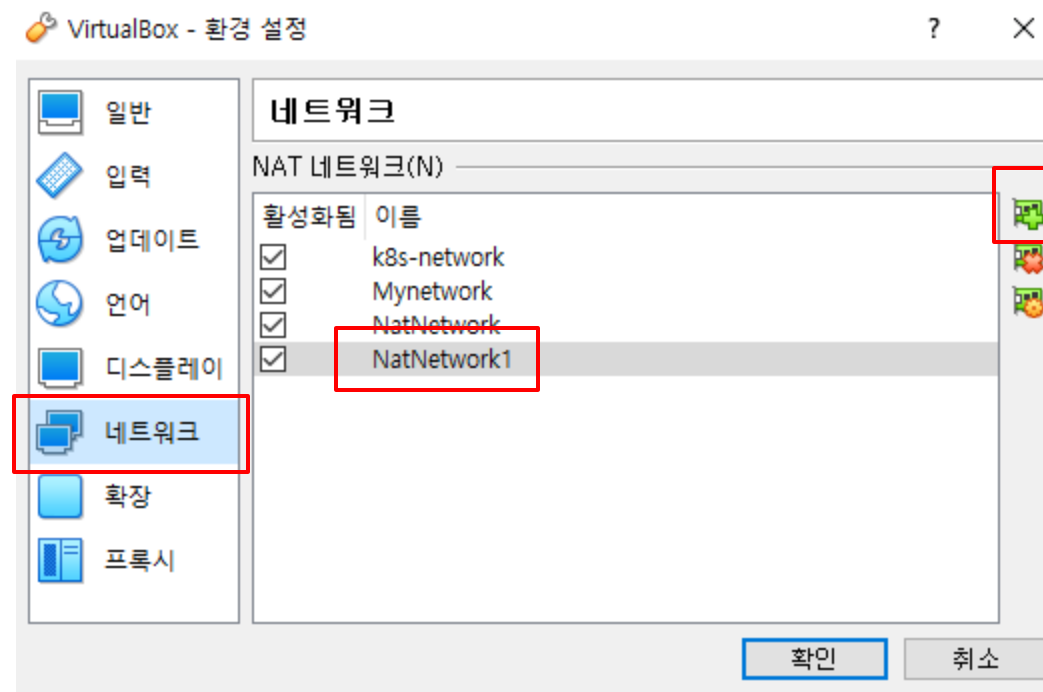 VirtualBox - 환경 설정 ?
일반
입력
업데이트
언어
디스플레이
네트워크
확장
프록시
네트워크
NAT 네트워크(N)
활성화됨 이름
k8s-network
Mynetwork
NatNetwork
NatNetwork1
확인 취소